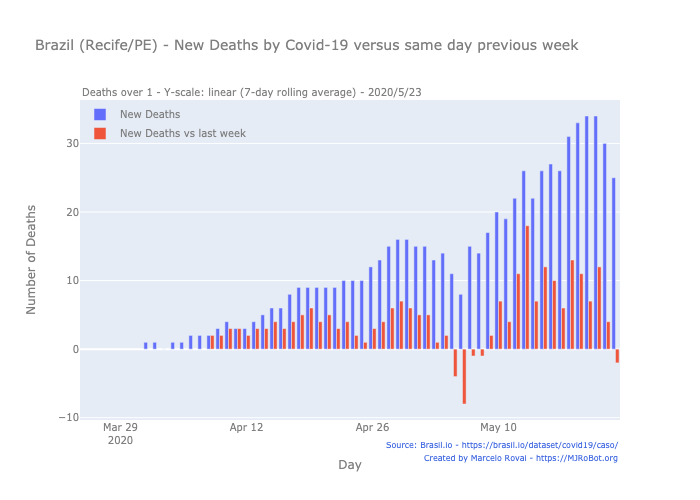 Brazil (Recife/PE) - New Deaths by Covid-19 versus same day previous week
Deaths over 1 - Y-scale: linear (7-day rolling average) - 2020/5/23
New Deaths
New Deaths vs last week
30
20
10
0
−10
Number of Deaths
Mar 29
2020
Apr 12
Apr 26
May 10
Source: Brasil.io - https://brasil.io/dataset/covid19/caso/
Created by Marcelo Rovai - https://MJRoBot.org
Day